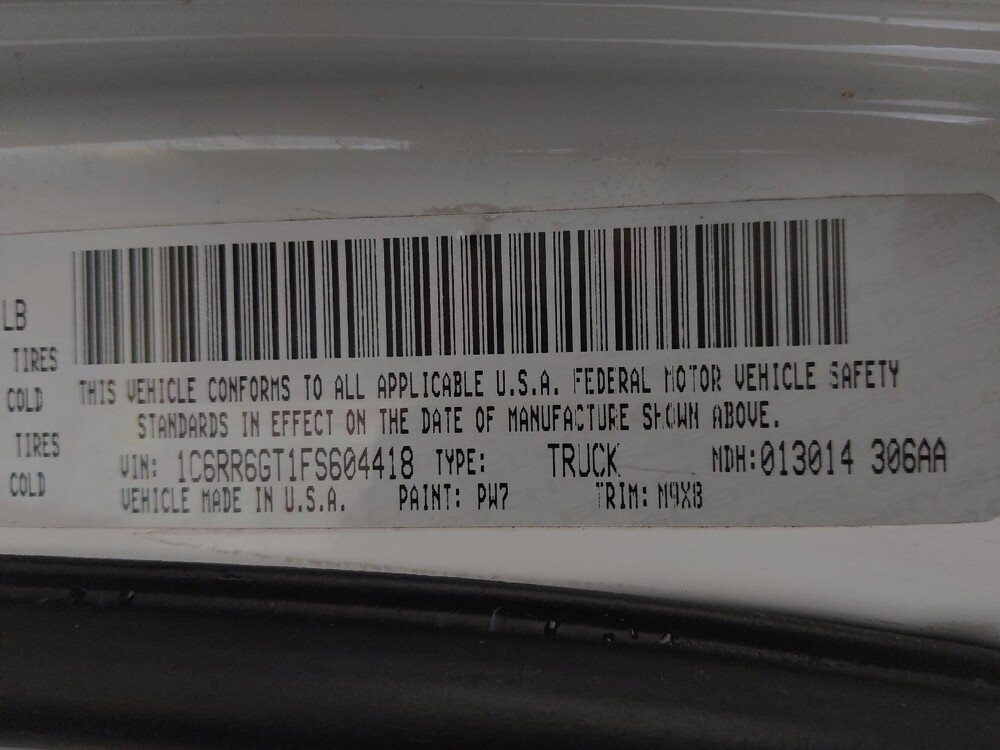 LB
TIRES
COLD
TIRES
COLD
THIS VEHICLE CONFORMS TO ALL APPLICABLE U.S.A. FEDERAL MOTOR VEHICLE SAFETY
STANDARDS IN EFFECT ON THE DATE OF MANUFACTURE SHOWN ABOVE.
VIN: 1C6RR6GT1FS604418 TYPE: TRUCK MDH:013014 306AA
VEHICLE MADE IN U.S.A. PAINT: PW7 TRIM: M9X8